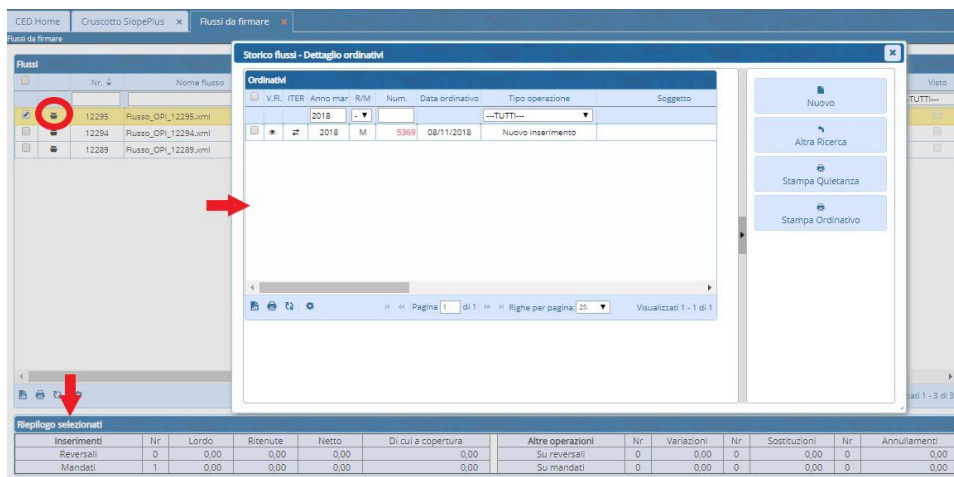 CED Home Cruscotto SiopePlus × Flussi da firmare ×
Flussi da firmare
Flussi
Nr. Nome flusso Visto
---TUTTI---
12295 Flusso_OPI_12295.xml
12294 Flusso_OPI_12294.xml
12289 Flusso_OPI_12289.xml
Storico flussi - Dettaglio ordinativi ×
Ordinativi
V.Fl. ITER Anno mar R/M Num. Data ordinativo Tipo operazione Soggetto
2018 - ---TUTTI---
2018 M 5369 08/11/2018 Nuovo inserimento
Pagina 1 di 1 Righe per pagina: 25 Visualizzati 1 - 1 di 1
Nuovo
Altra Ricerca
Stampa Quietanza
Stampa Ordinativo
zati 1 - 3 di 3
Riepilogo selezionati
Inserimenti Nr Lordo Ritenute Netto Di cui a copertura Altre operazioni Nr Variazioni Nr Sostituzioni Nr Annullamenti
Reversali 0 0,00 0,00 0,00 0,00 Su reversali 0 0,00 0 0,00 0 0,00
Mandati 1 0,00 0,00 0,00 0,00 Su mandati 0 0,00 0 0,00 0 0,00